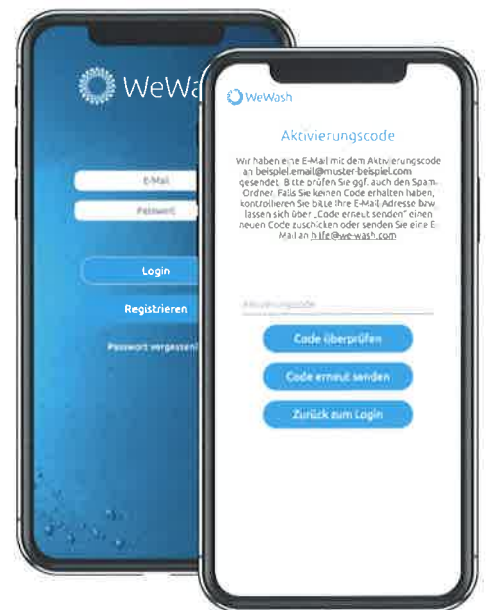 WeWa
E-Mail
Passwort
Login
Registrieren
Passwort vergessen?
WeWash
Aktivierungscode
Wir haben eine E-Mail mit dem Aktivierungscode
an beispiel.email@muster-beispiel.com
gesendet. Bitte prüfen Sie ggf. auch den Spam-
Ordner. Falls Sie keinen Code erhalten haben,
kontrollieren Sie bitte Ihre E-Mail Adresse bzw.
lassen sich über „Code erneut senden" einen
neuen Code zuschicken oder senden Sie eine E-
Mail an hilfe@we-wash.com
Aktivierungscode
Code überprüfen
Code erneut senden
Zurück zum Login